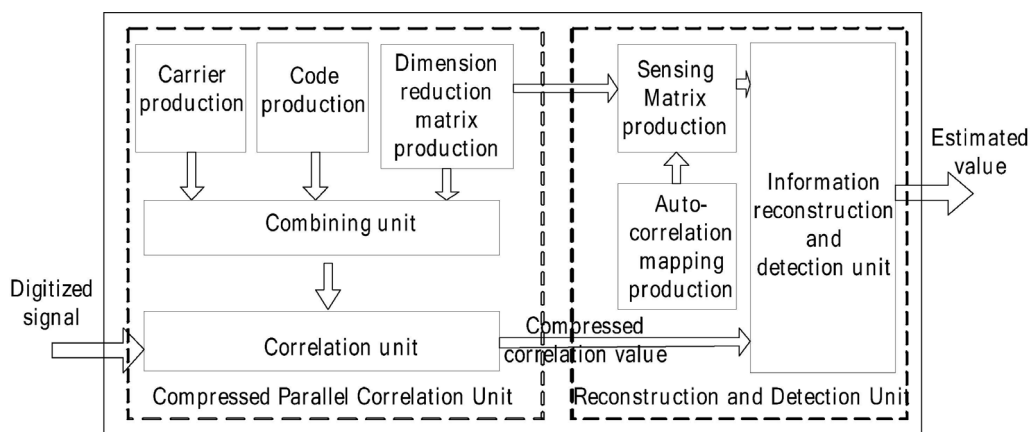 Carrier
production
Code
production
Dimension
reduction
matrix
production
Combining unit
Digitized
signal
Correlation unit
Compressed Parallel Correlation Unit
Compressed
correlation value
Sensing
Matrix
production
Auto-
correlation
mapping
production
Information
reconstruction
and
detection unit
Reconstruction and Detection Unit
Estimated
value